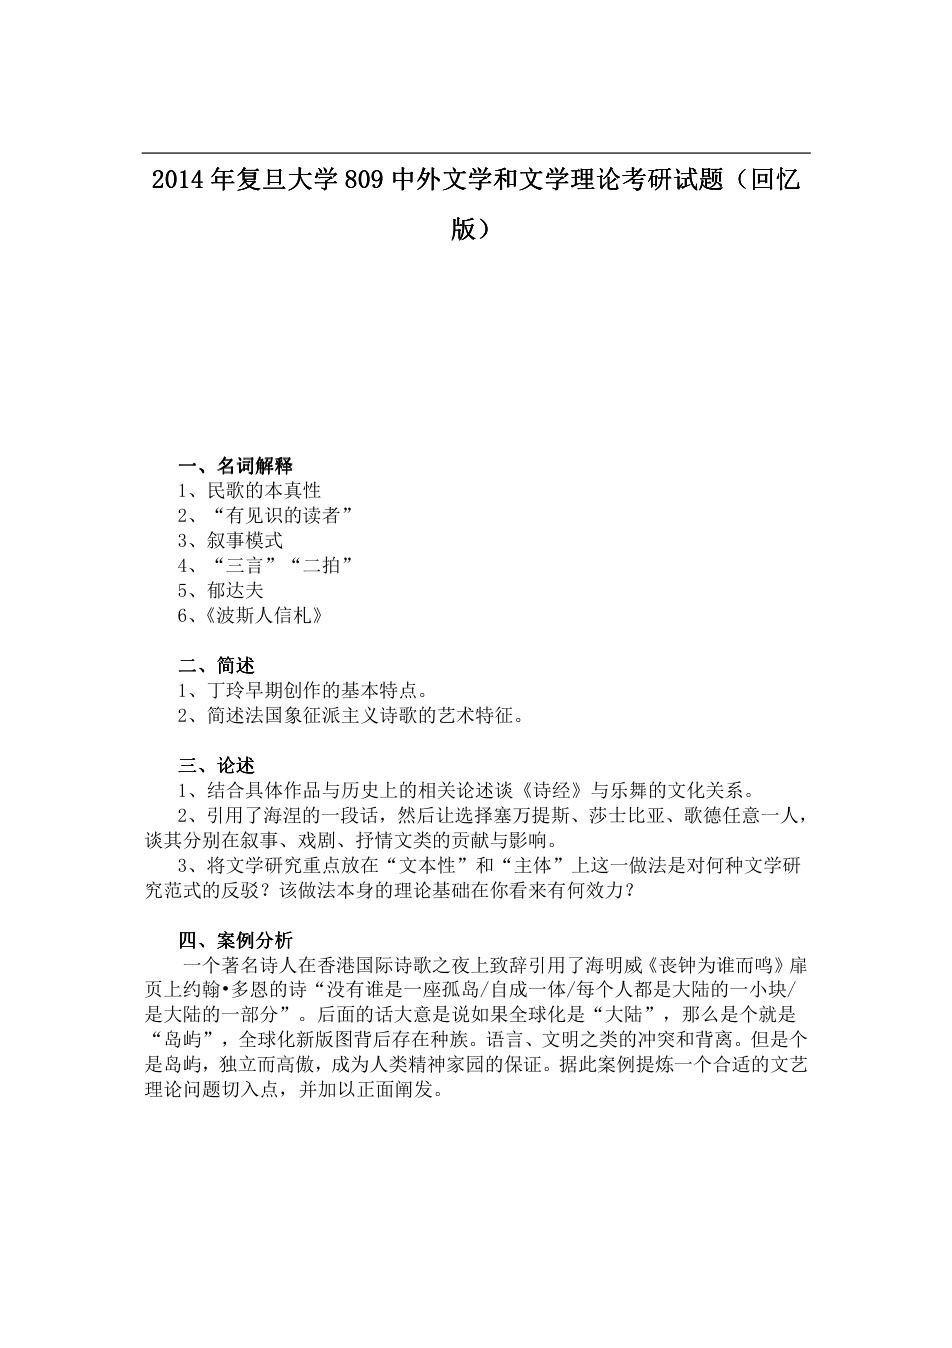 2014 年复旦大学 809 中外文学和文学理论考研试题（回忆
版）
一、名词解释
1、民歌的本真性
2、“有见识的读者”
3、叙事模式
4、“三言”“二拍”
5、郁达夫
6、《波斯人信札》
二、简述
1、丁玲早期创作的基本特点。
2、简述法国象征派主义诗歌的艺术特征。
三、论述
1、结合具体作品与历史上的相关论述谈《诗经》与乐舞的文化关系。
2、引用了海涅的一段话，然后让选择塞万提斯、莎士比亚、歌德任意一人，
谈其分别在叙事、戏剧、抒情文类的贡献与影响。
3、将文学研究重点放在“文本性”和“主体”上这一做法是对何种文学研
究范式的反驳？该做法本身的理论基础在你看来有何效力？
四、案例分析
一个著名诗人在香港国际诗歌之夜上致辞引用了海明威《丧钟为谁而鸣》扉
页上约翰•多恩的诗“没有谁是一座孤岛/自成一体/每个人都是大陆的一小块/
是大陆的一部分”。后面的话大意是说如果全球化是“大陆”，那么是个就是
“岛屿”，全球化新版图背后存在种族。语言、文明之类的冲突和背离。但是个
是岛屿，独立而高傲，成为人类精神家园的保证。据此案例提炼一个合适的文艺
理论问题切入点，并加以正面阐发。